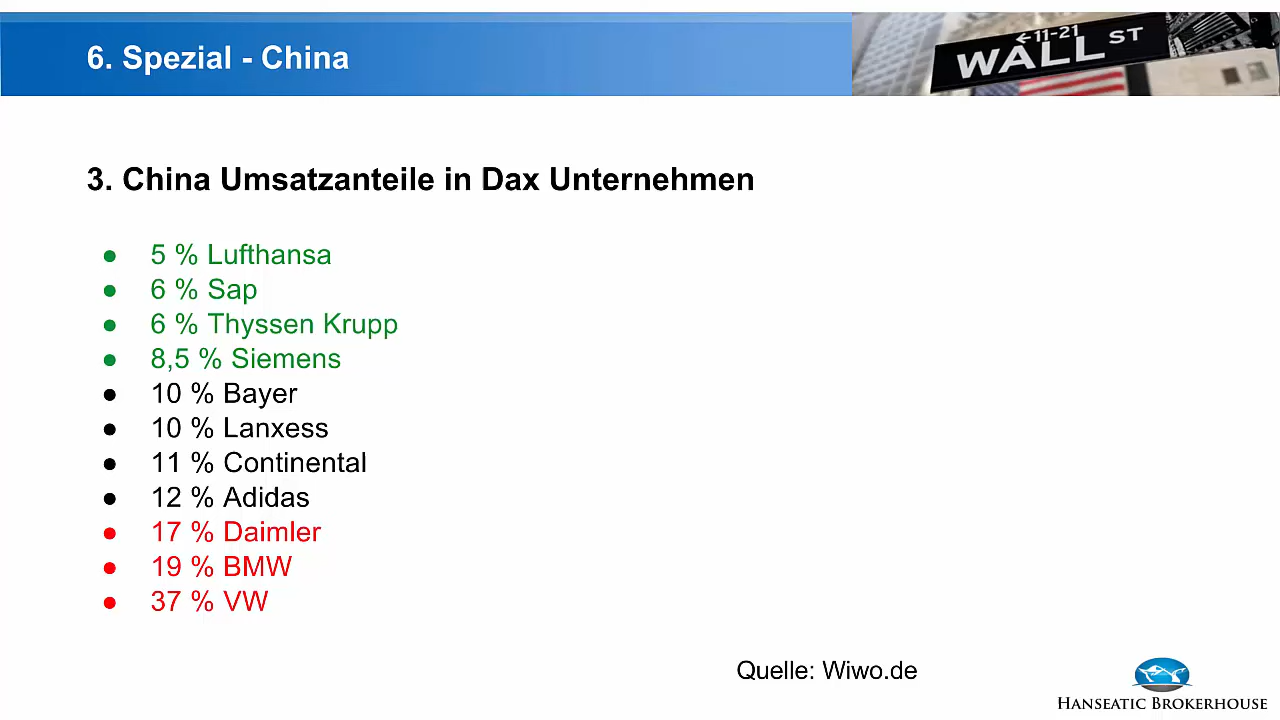 6. Spezial - China
←11-21
WALL ST
3. China Umsatzanteile in Dax Unternehmen
● 5 % Lufthansa
● 6 % Sap
● 6 % Thyssen Krupp
● 8,5 % Siemens
● 10 % Bayer
● 10 % Lanxess
● 11 % Continental
● 12 % Adidas
● 17 % Daimler
● 19 % BMW
● 37 % VW
Quelle: Wiwo.de
HANSEATIC BROKERHOUSE